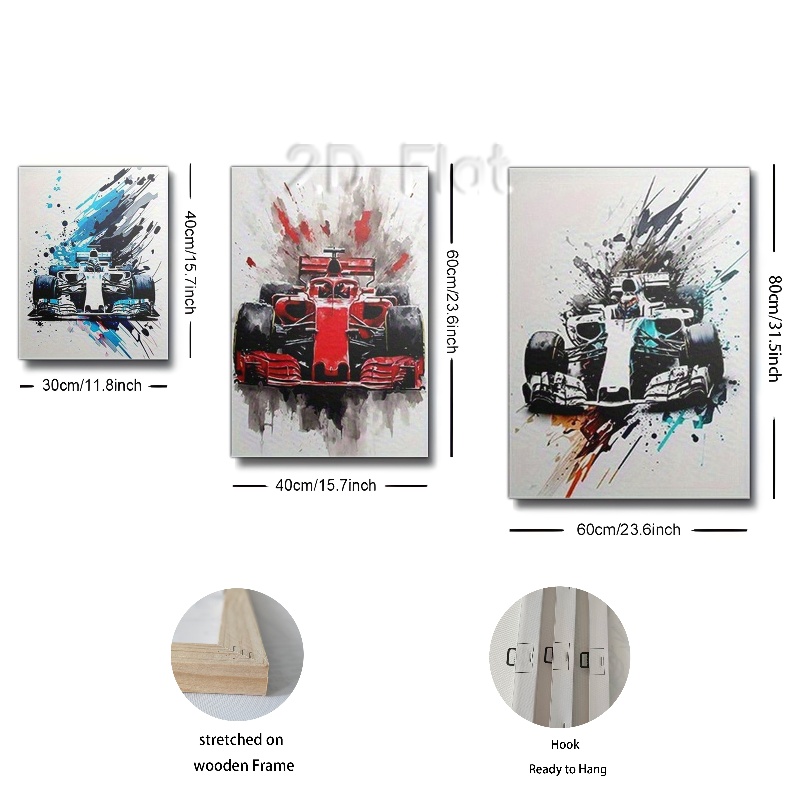 2D Flat
40cm/15.7inch
30cm/11.8inch
60cm/23.6inch
40cm/15.7inch
80cm/31.5inch
60cm/23.6inch
stretched on
wooden Frame
Hook
Ready to Hang